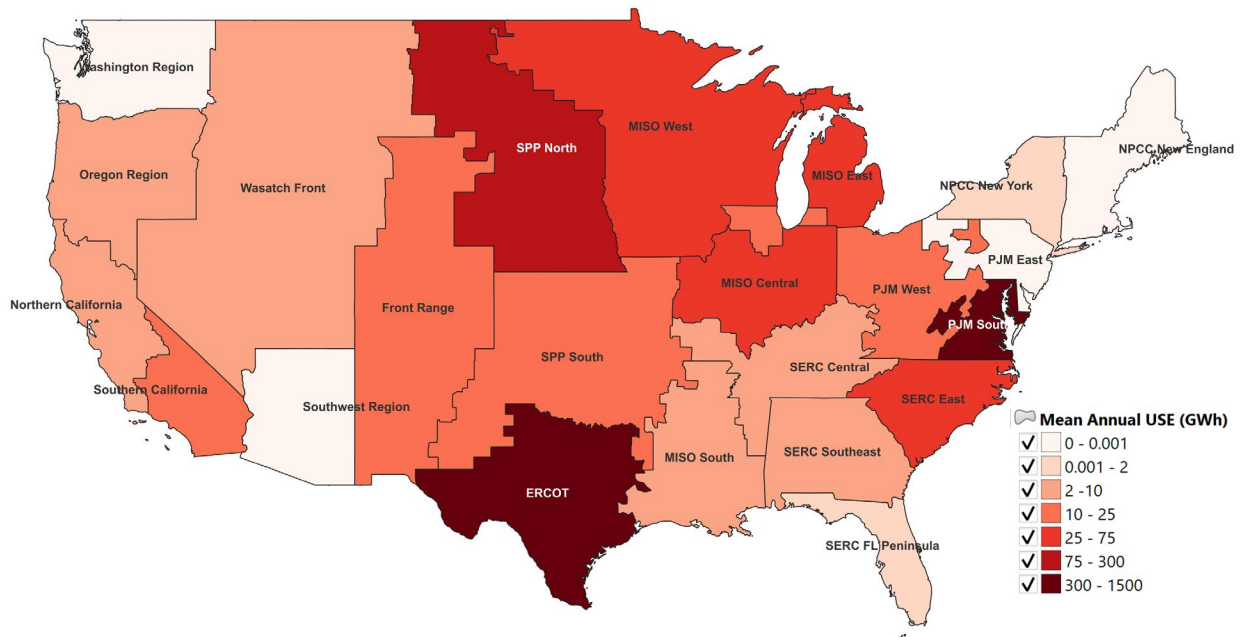 Washington Region
MISO West
SPP North
NPCC New England
Oregon Region
MISO East
Wasatch Front
NPCC New York
PJM East
MISO Central
PJM West
Northern California
Front Range
PJM South
SPP South
SERC Central
Southern California
SERC East
Southwest Region
Mean Annual USE (GWh)
0 - 0.001
SERC Southeast
MISO South
0.001 - 2
2 -10
ERCOT
10 - 25
25 - 75
SERC FL Peninsula
75 - 300
300 - 1500